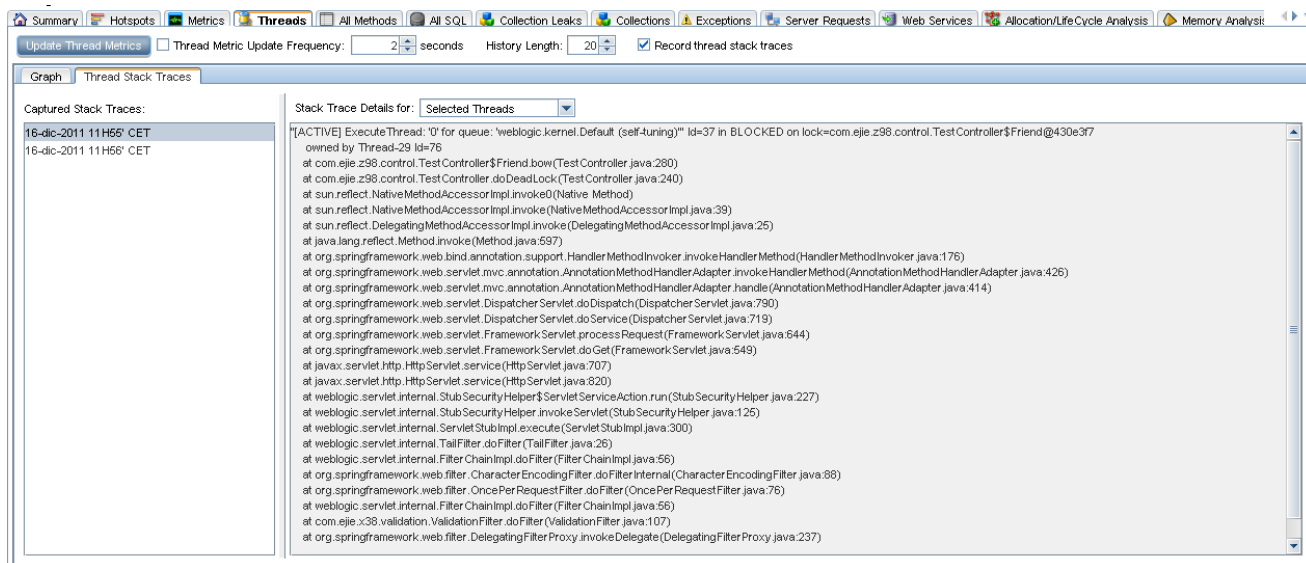 Summary Hotspots Metrics Threads All Methods All SQL Collection Leaks Collections Exceptions Server Requests Web Services Allocation/LifeCycle Analysis Memory Analysis
Update Thread Metrics Thread Metric Update Frequency: 2 seconds History Length: 20 Record thread stack traces
Graph Thread Stack Traces
Captured Stack Traces:
16-dic-2011 11H55' CET
16-dic-2011 11H56' CET
Stack Trace Details for: Selected Threads
"[ACTIVE] ExecuteThread: '0' for queue: 'weblogic.kernel.Default (self-tuning)'" Id=37 in BLOCKED on lock=com.ejie.z98.control.TestController$Friend@430e3f7
owned by Thread-29 Id=76
at com.ejie.z98.control.TestController$Friend.bow(TestController.java:280)
at com.ejie.z98.control.TestController.doDeadLock(TestController.java:240)
at sun.reflect.NativeMethodAccessorImpl.invoke0(Native Method)
at sun.reflect.NativeMethodAccessorImpl.invoke(NativeMethodAccessorImpl.java:39)
at sun.reflect.DelegatingMethodAccessorImpl.invoke(DelegatingMethodAccessorImpl.java:25)
at java.lang.reflect.Method.invoke(Method.java:597)
at org.springframework.web.bind.annotation.support.HandlerMethodInvoker.invokeHandlerMethod(HandlerMethodInvoker.java:176)
at org.springframework.web.servlet.mvc.annotation.AnnotationMethodHandlerAdapter.invokeHandlerMethod(AnnotationMethodHandlerAdapter.java:426)
at org.springframework.web.servlet.mvc.annotation.AnnotationMethodHandlerAdapter.handle(AnnotationMethodHandlerAdapter.java:414)
at org.springframework.web.servlet.DispatcherServlet.doDispatch(DispatcherServlet.java:790)
at org.springframework.web.servlet.DispatcherServlet.doService(DispatcherServlet.java:719)
at org.springframework.web.servlet.FrameworkServlet.processRequest(FrameworkServlet.java:644)
at org.springframework.web.servlet.FrameworkServlet.doGet(FrameworkServlet.java:549)
at javax.servlet.http.HttpServlet.service(HttpServlet.java:707)
at javax.servlet.http.HttpServlet.service(HttpServlet.java:820)
at weblogic.servlet.internal.StubSecurityHelper$ServletServiceAction.run(StubSecurityHelper.java:227)
at weblogic.servlet.internal.StubSecurityHelper.invokeServlet(StubSecurityHelper.java:125)
at weblogic.servlet.internal.ServletStubImpl.execute(ServletStubImpl.java:300)
at weblogic.servlet.internal.TailFilter.doFilter(TailFilter.java:26)
at weblogic.servlet.internal.FilterChainImpl.doFilter(FilterChainImpl.java:56)
at org.springframework.web.filter.CharacterEncodingFilter.doFilterInternal(CharacterEncodingFilter.java:88)
at org.springframework.web.filter.OncePerRequestFilter.doFilter(OncePerRequestFilter.java:76)
at weblogic.servlet.internal.FilterChainImpl.doFilter(FilterChainImpl.java:56)
at com.ejie.x38.validation.ValidationFilter.doFilter(ValidationFilter.java:107)
at org.springframework.web.filter.DelegatingFilterProxy.invokeDelegate(DelegatingFilterProxy.java:237)